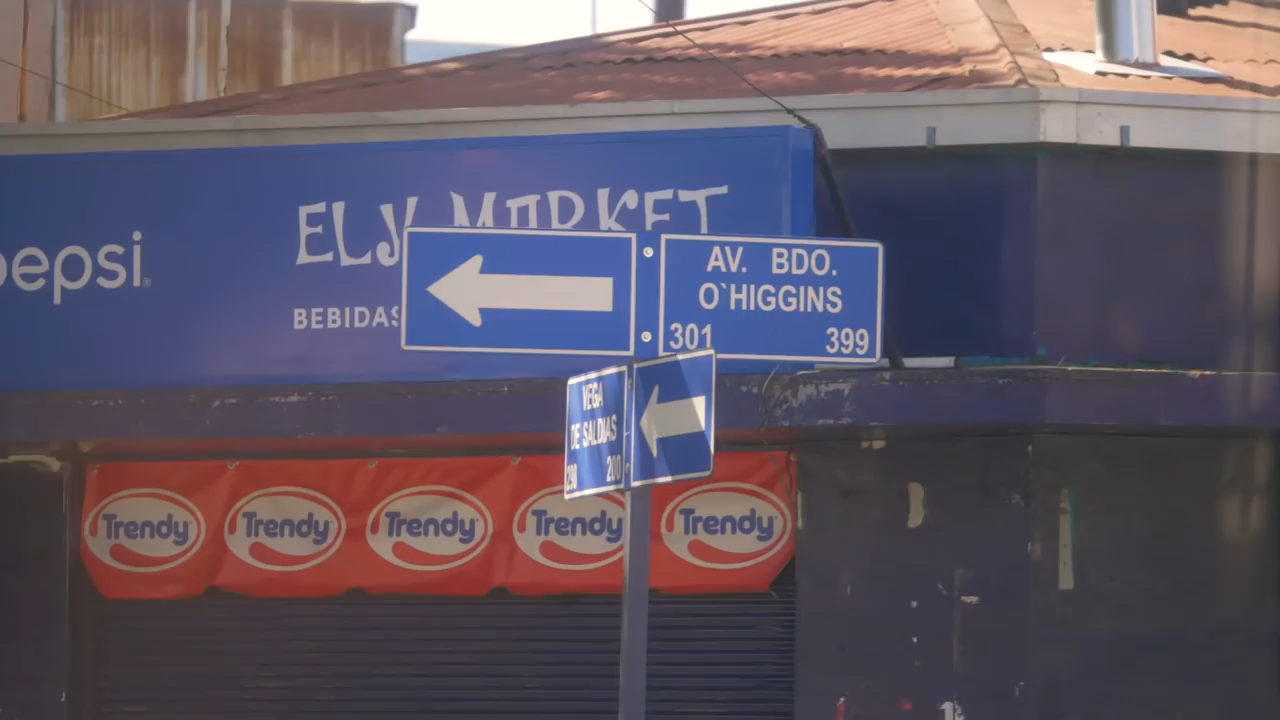 pepsi
ELY MARKET
BEBIDAS
AV. BDO.
O`HIGGINS
301 399
VEGA
DE SALDIAS
200
Trendy
Trendy
Trendy
Trendy
Trendy